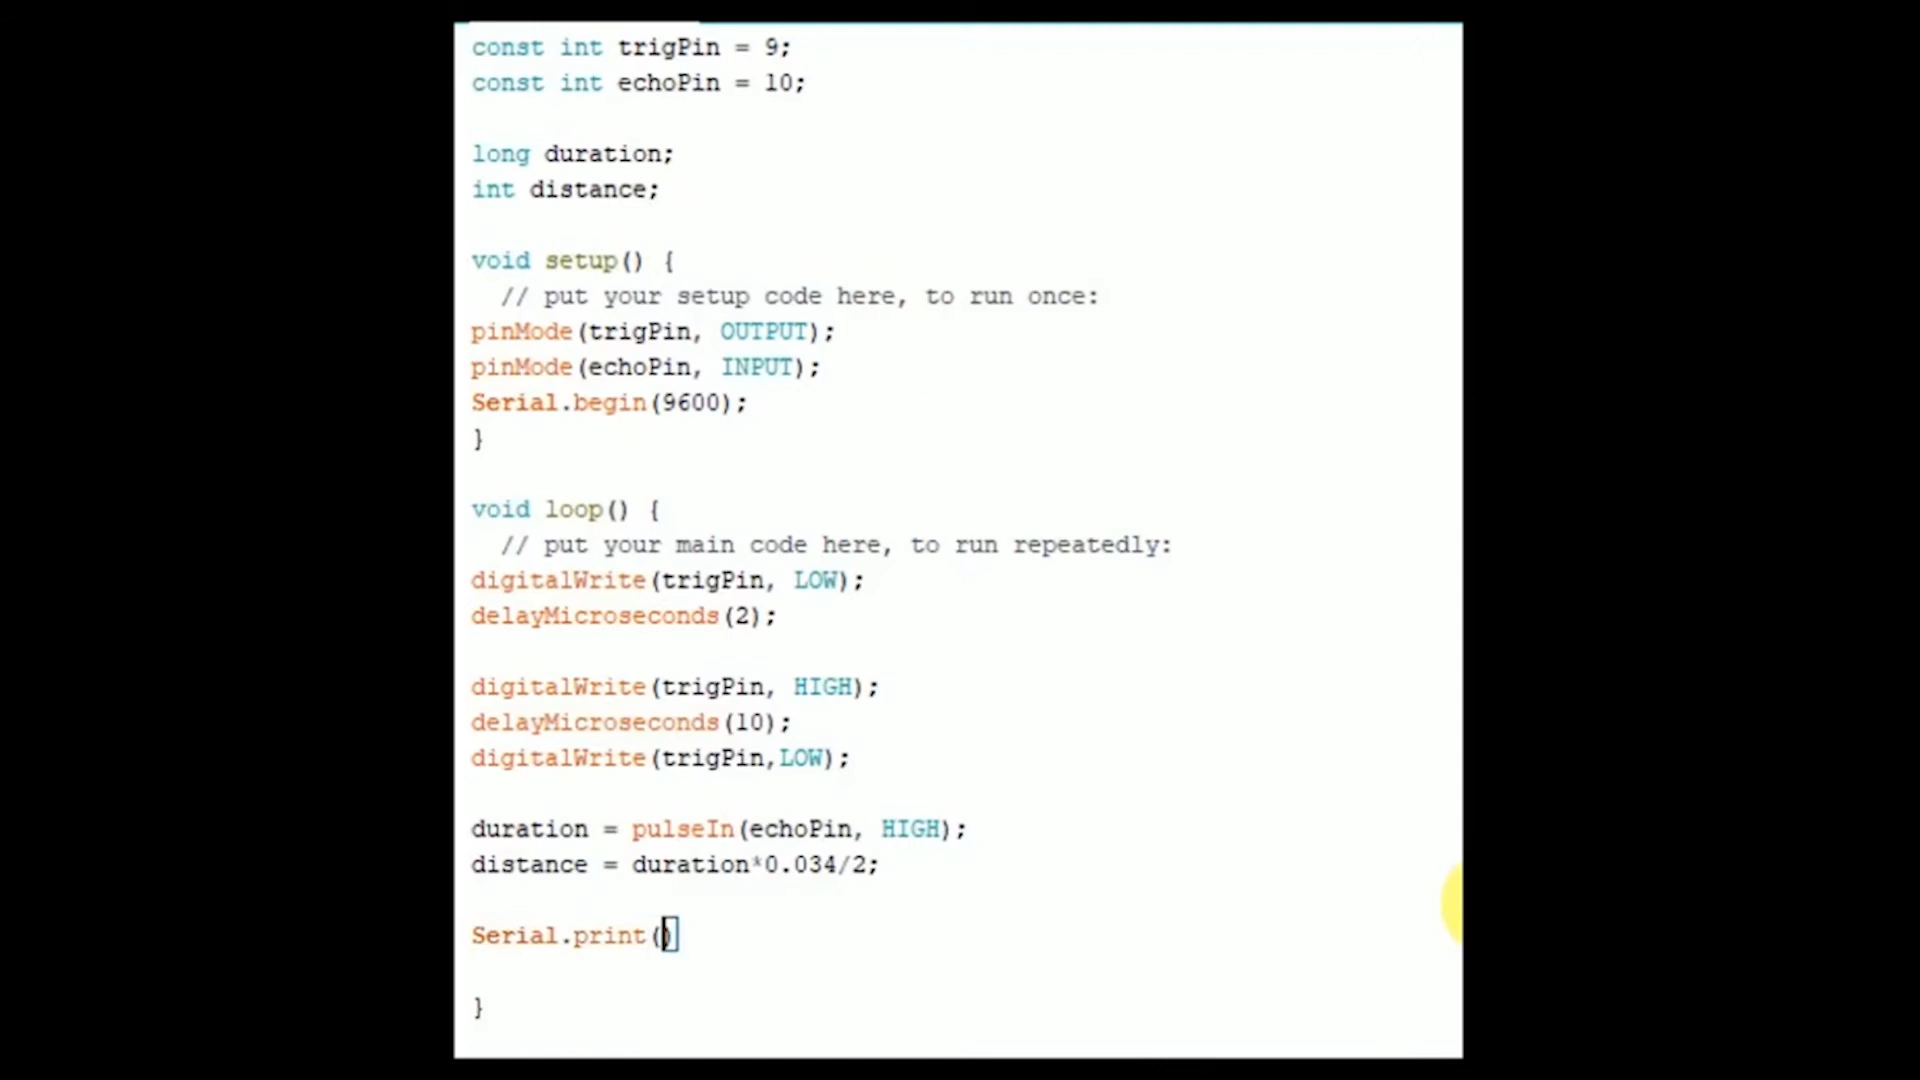 const int trigPin = 9;
const int echoPin = 10;
long duration;
int distance;
void setup() {
// put your setup code here, to run once:
pinMode(trigPin, OUTPUT);
pinMode(echoPin, INPUT);
Serial.begin(9600);
}
void loop() {
// put your main code here, to run repeatedly:
digitalWrite(trigPin, LOW);
delayMicroseconds(2);
digitalWrite(trigPin, HIGH);
delayMicroseconds(10);
digitalWrite(trigPin,LOW);
duration = pulseIn(echoPin, HIGH);
distance = duration*0.034/2;
Serial.print()
}